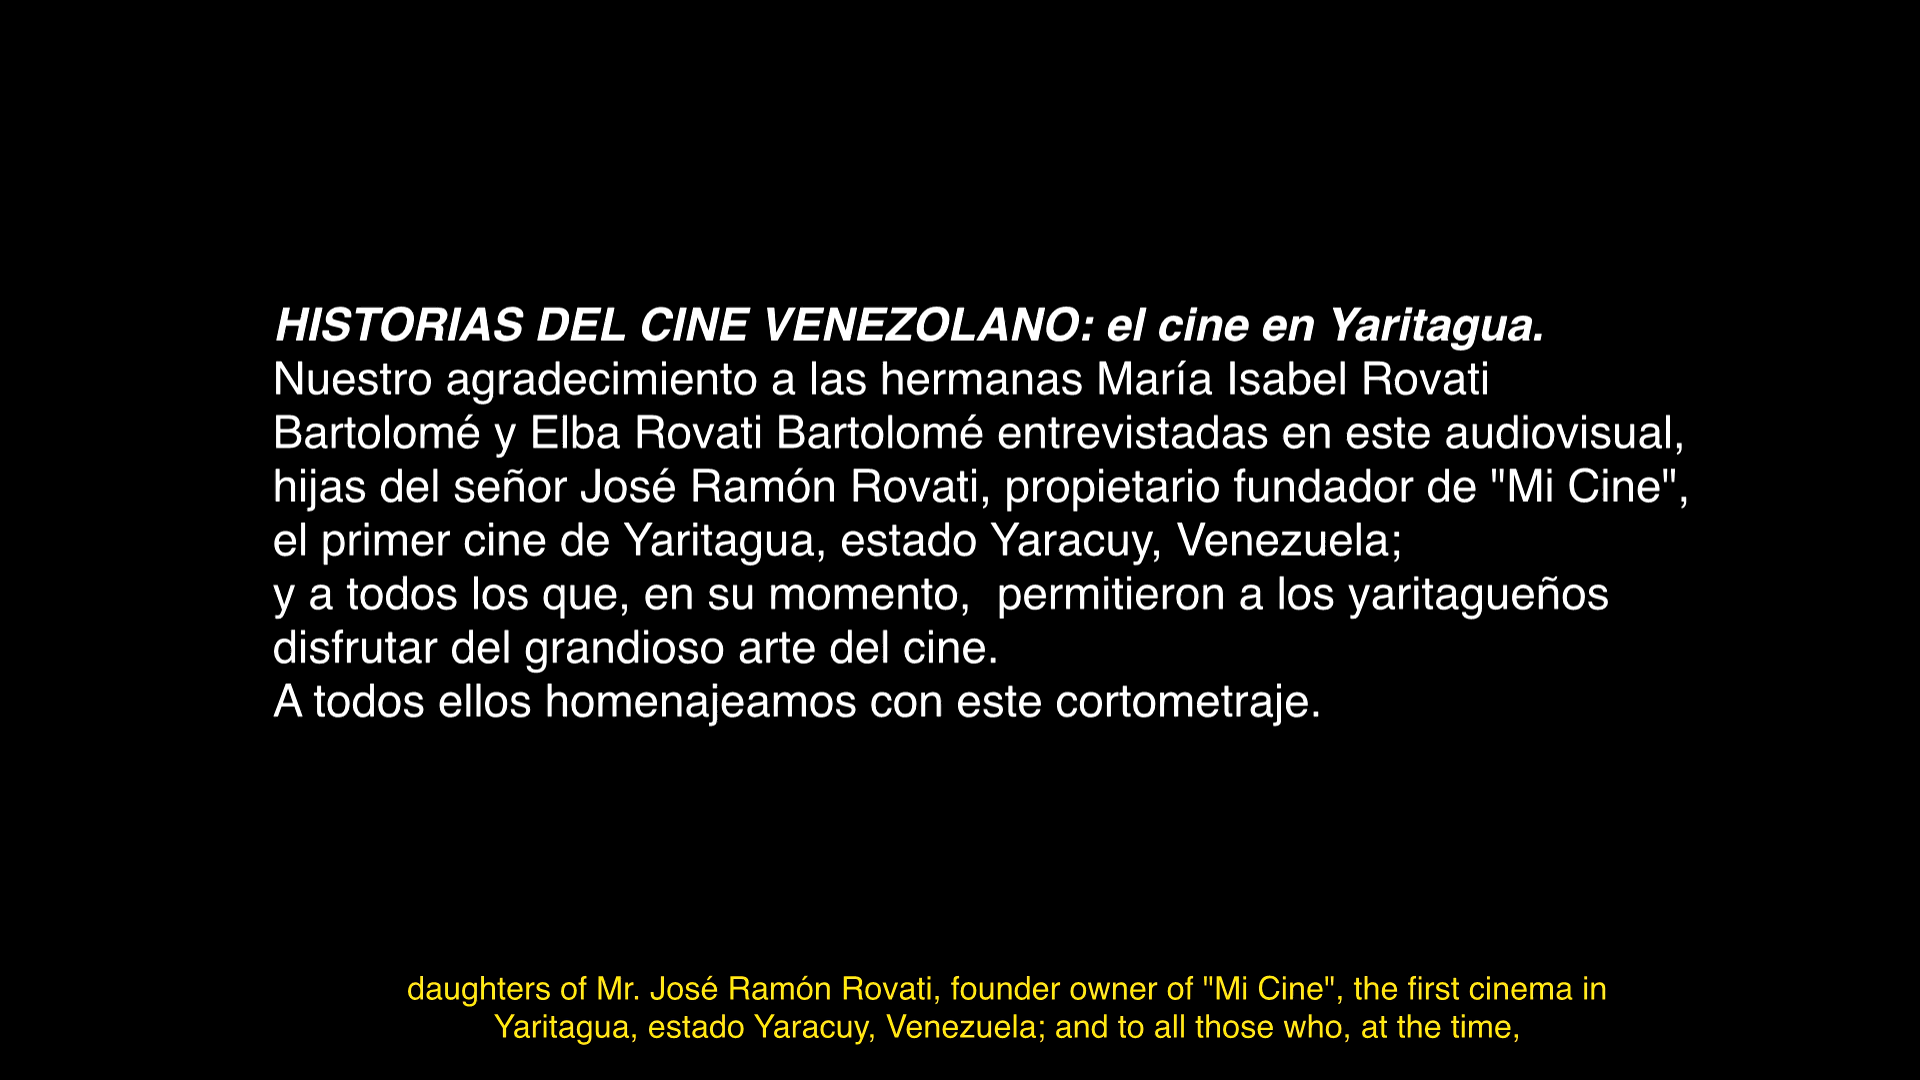 HISTORIAS DEL CINE VENEZOLANO: el cine en Yaritagua.
Nuestro agradecimiento a las hermanas María Isabel Rovati
Bartolomé y Elba Rovati Bartolomé entrevistadas en este audiovisual,
hijas del señor José Ramón Rovati, propietario fundador de "Mi Cine",
el primer cine de Yaritagua, estado Yaracuy, Venezuela;
y a todos los que, en su momento,  permitieron a los yaritagueños
disfrutar del grandioso arte del cine.
A todos ellos homenajeamos con este cortometraje.
daughters of Mr. José Ramón Rovati, founder owner of "Mi Cine", the first cinema in
Yaritagua, estado Yaracuy, Venezuela; and to all those who, at the time,